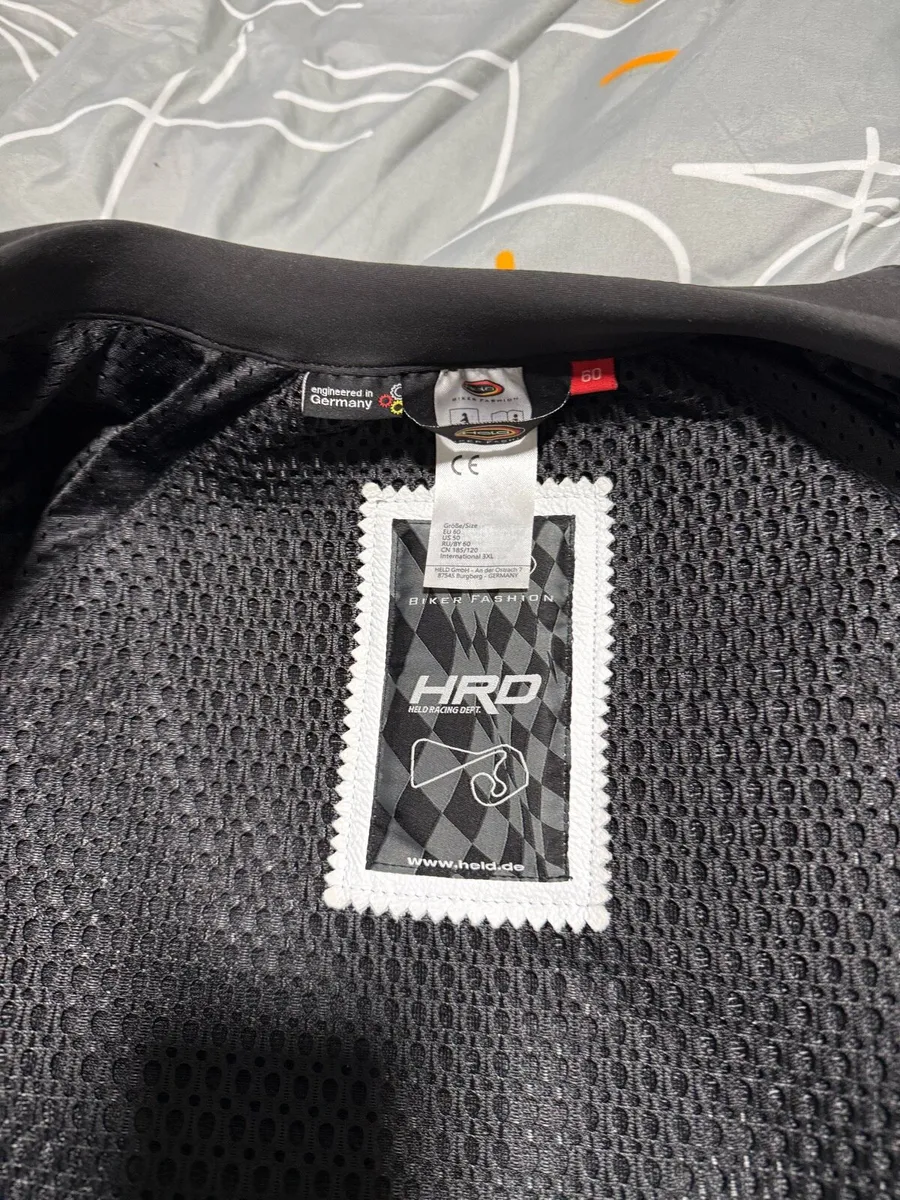 engineered in
Germany
60
BIKER FASHION
HELD
CE
Größe/Size
EU 60
US 50
RU/BY 60
CN 185/120
International 3XL
HELD GmbH - An der Ostrach 7
87545 Burgberg - GERMANY
BIKER FASHION
HRD
HELD RACING DEPT.
www.held.de